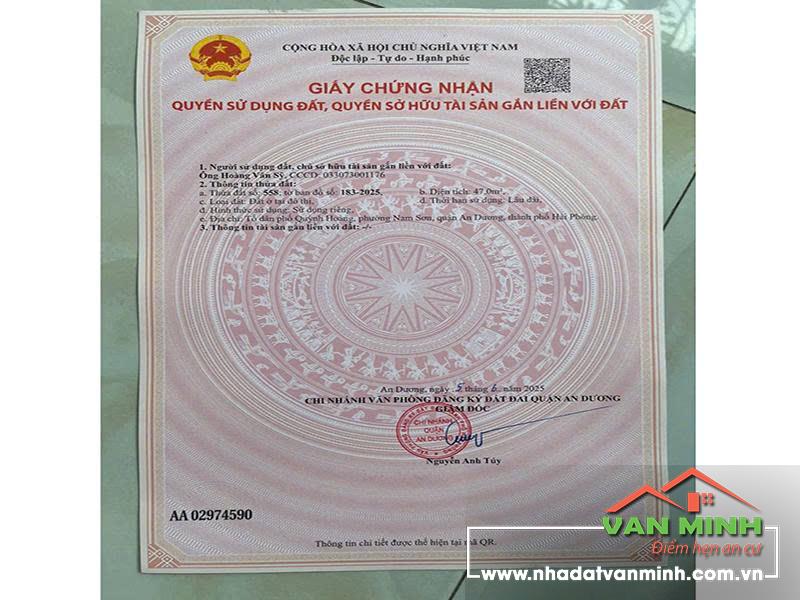 CỘNG HÒA XÃ HỘI CHỦ NGHĨA VIỆT NAM
Độc lập - Tự do - Hạnh phúc
GIẤY CHỨNG NHẬN
QUYỀN SỬ DỤNG ĐẤT, QUYỀN SỞ HỮU TÀI SẢN GẮN LIỀN VỚI ĐẤT
1. Người sử dụng đất, chủ sở hữu tài sản gắn liền với đất:
Ông Hoàng Văn Sỹ, CCCD: 033073001176
2. Thông tin thửa đất:
a. Thửa đất số: 558; tờ bản đồ số: 183-2025, b. Diện tích: 47,0m²,
c. Loại đất: Đất ở tại đô thị, d. Thời hạn sử dụng: Lâu dài,
đ. Hình thức sử dụng: Sử dụng riêng,
e. Địa chỉ: Tổ dân phố Quỳnh Hoàng, phường Nam Sơn, quận An Dương, thành phố Hải Phòng.
3. Thông tin tài sản gắn liền với đất: -/-
An Dương, ngày 5 tháng 6 năm 2025
CHI NHÁNH VĂN PHÒNG ĐĂNG KÝ ĐẤT ĐAI QUẬN AN DƯƠNG
GIÁM ĐỐC
CHI NHÁNH
QUẬN
AN DƯƠNG
Nguyễn Anh Túy
AA 02974590
Thông tin chi tiết được thể hiện tại mã QR.
VAN MINH
Điểm hẹn an cư
www.nhadatvanminh.com.vn